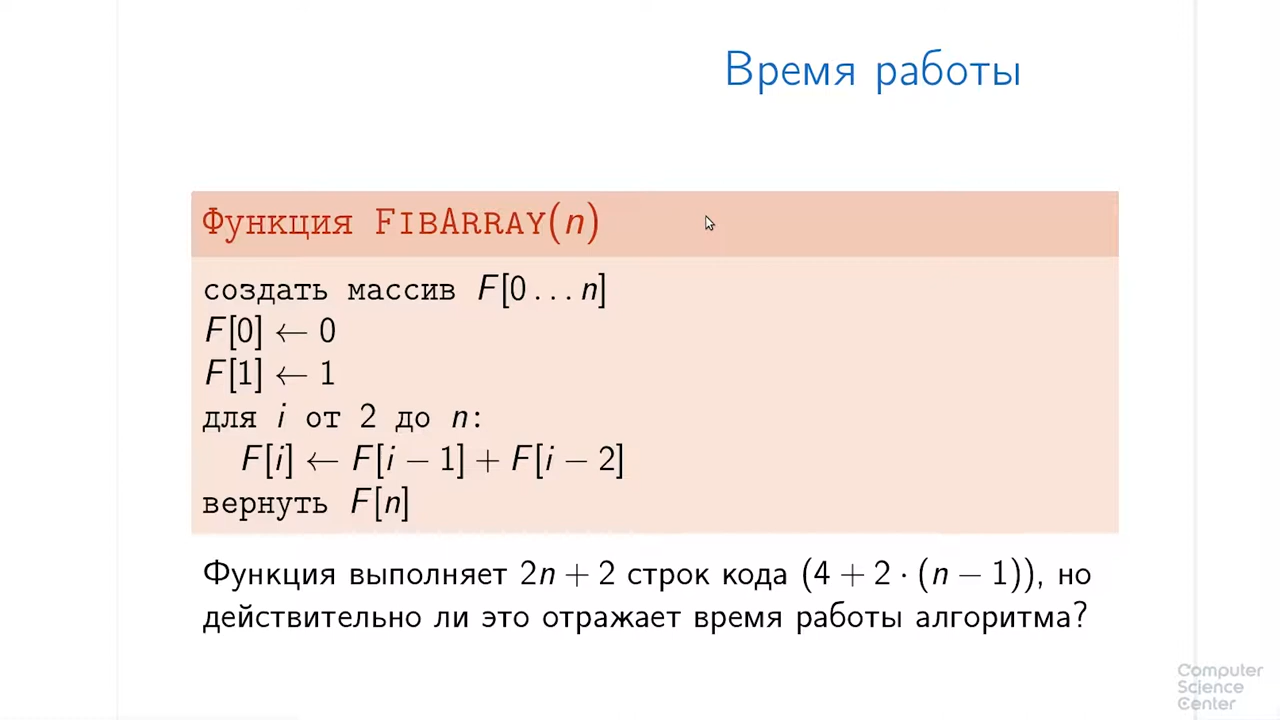 Время работы
Функция FIBARRAY(n)
создать массив F[0...n]
F[0] ← 0
F[1] ← 1
для i от 2 до n:
F[i] ← F[i − 1] + F[i − 2]
вернуть F[n]
Функция выполняет 2n + 2 строк кода (4 + 2 · (n − 1)), но
действительно ли это отражает время работы алгоритма?
Computer
Science
Center